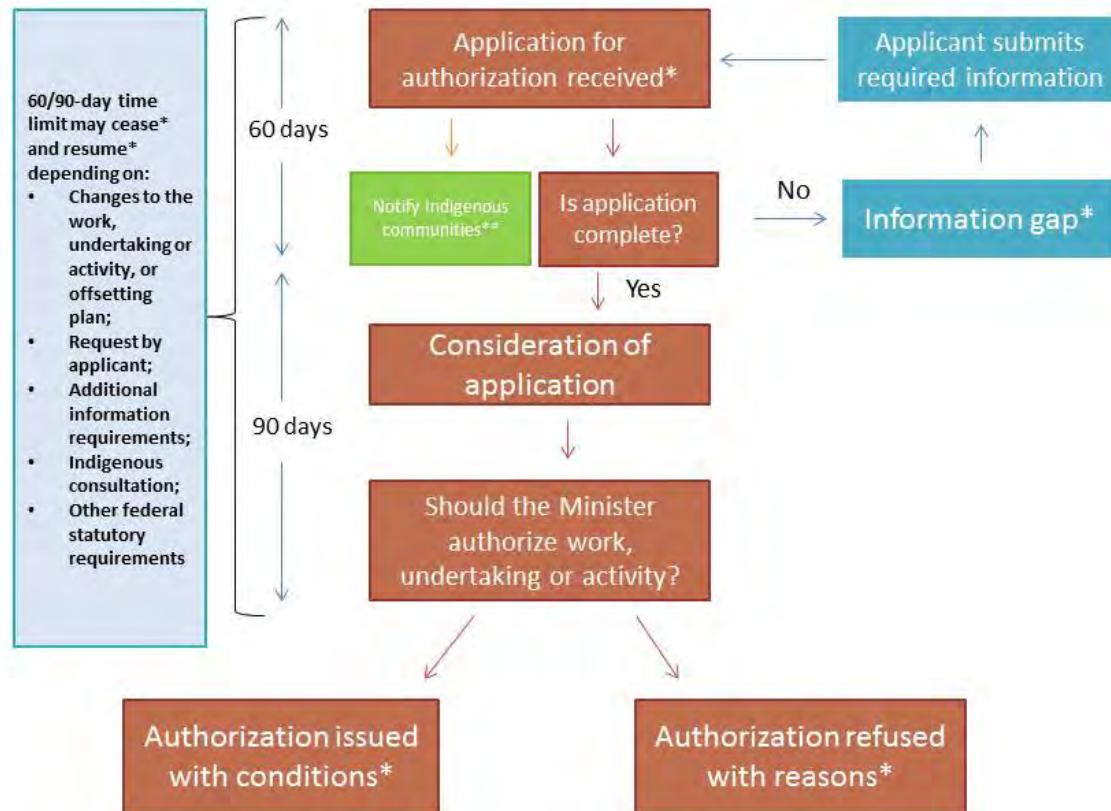 60/90-day time
limit may cease*
and resume*
depending on:
• Changes to the
work,
undertaking or
activity, or
offsetting
plan;
• Request by
applicant;
• Additional
information
requirements;
• Indigenous
consultation;
• Other federal
statutory
requirements
60 days
90 days
Application for
authorization received*
Applicant submits
required information
Notify Indigenous
communities**
Is application
complete?
No
Information gap*
Yes
Consideration of
application
Should the Minister
authorize work,
undertaking or activity?
Authorization issued
with conditions*
Authorization refused
with reasons*